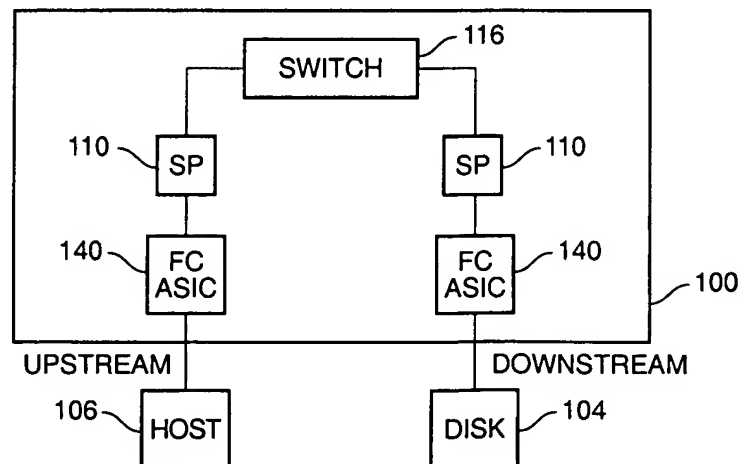 116
SWITCH
110
SP
110
SP
140
FC
ASIC
140
FC
ASIC
100
UPSTREAM
DOWNSTREAM
106
HOST
DISK
104